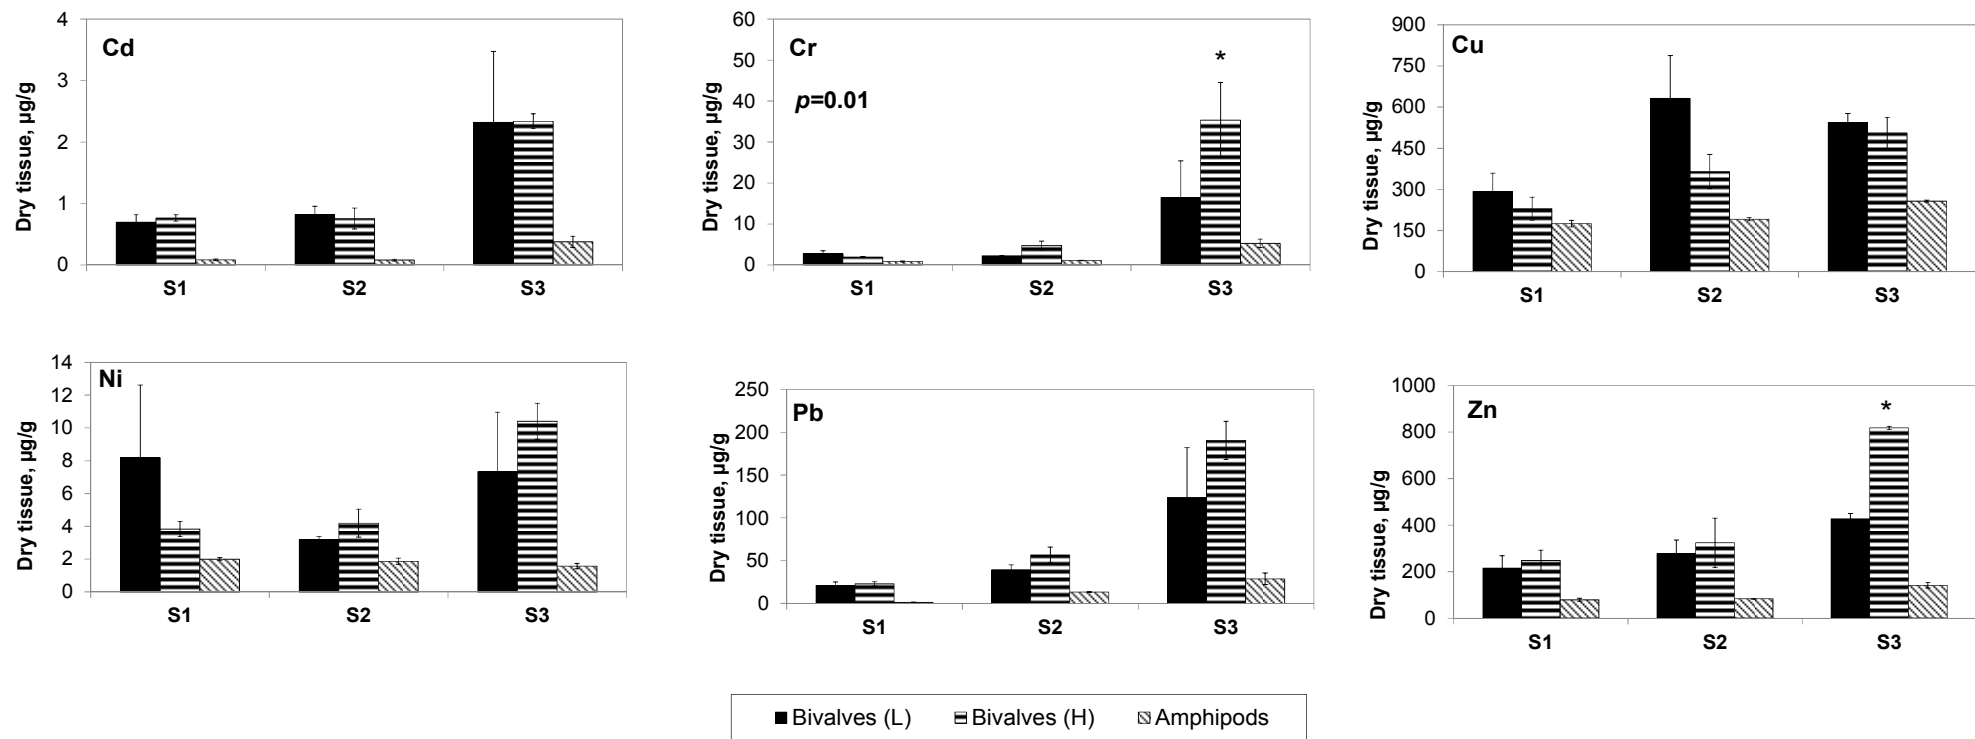 Cd
Dry tissue, µg/g
4
3
2
1
0
S1 S2 S3
Cr
p=0.01
*
Dry tissue, µg/g
60
50
40
30
20
10
0
S1 S2 S3
Cu
Dry tissue, µg/g
900
750
600
450
300
150
0
S1 S2 S3
Ni
Dry tissue, µg/g
14
12
10
8
6
4
2
0
S1 S2 S3
Pb
Dry tissue, µg/g
250
200
150
100
50
0
S1 S2 S3
Zn
*
Dry tissue, µg/g
1000
800
600
400
200
0
S1 S2 S3
Bivalves (L) Bivalves (H) Amphipods